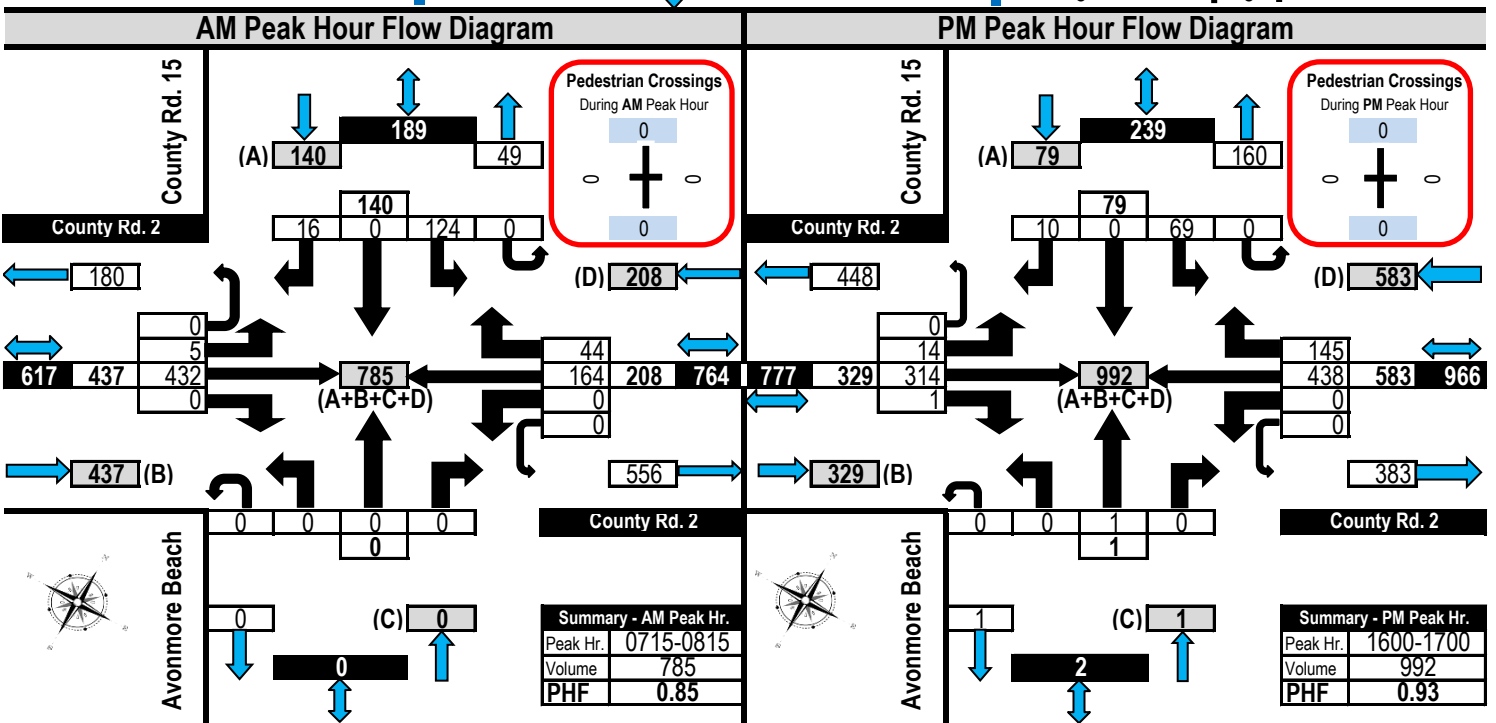 AM Peak Hour Flow Diagram
County Rd. 15
Pedestrian Crossings
During AM Peak Hour
0
0 0
0
189
(A) 140 49
140
16 0 124 0
County Rd. 2
180
(D) 208
0
5
617 437 432
0
785
(A+B+C+D)
44
164 208 764
0
0
437 (B)
556
0 0 0 0
0
County Rd. 2
Avonmore Beach
0
(C) 0
0
Summary - AM Peak Hr.
Peak Hr. 0715-0815
Volume 785
PHF 0.85
PM Peak Hour Flow Diagram
County Rd. 15
Pedestrian Crossings
During PM Peak Hour
0
0 0
0
239
(A) 79 160
79
10 0 69 0
County Rd. 2
448
(D) 583
0
14
777 329 314
1
992
(A+B+C+D)
145
438 583 966
0
0
329 (B)
383
0 0 1 0
1
County Rd. 2
Avonmore Beach
1
(C) 1
2
Summary - PM Peak Hr.
Peak Hr. 1600-1700
Volume 992
PHF 0.93